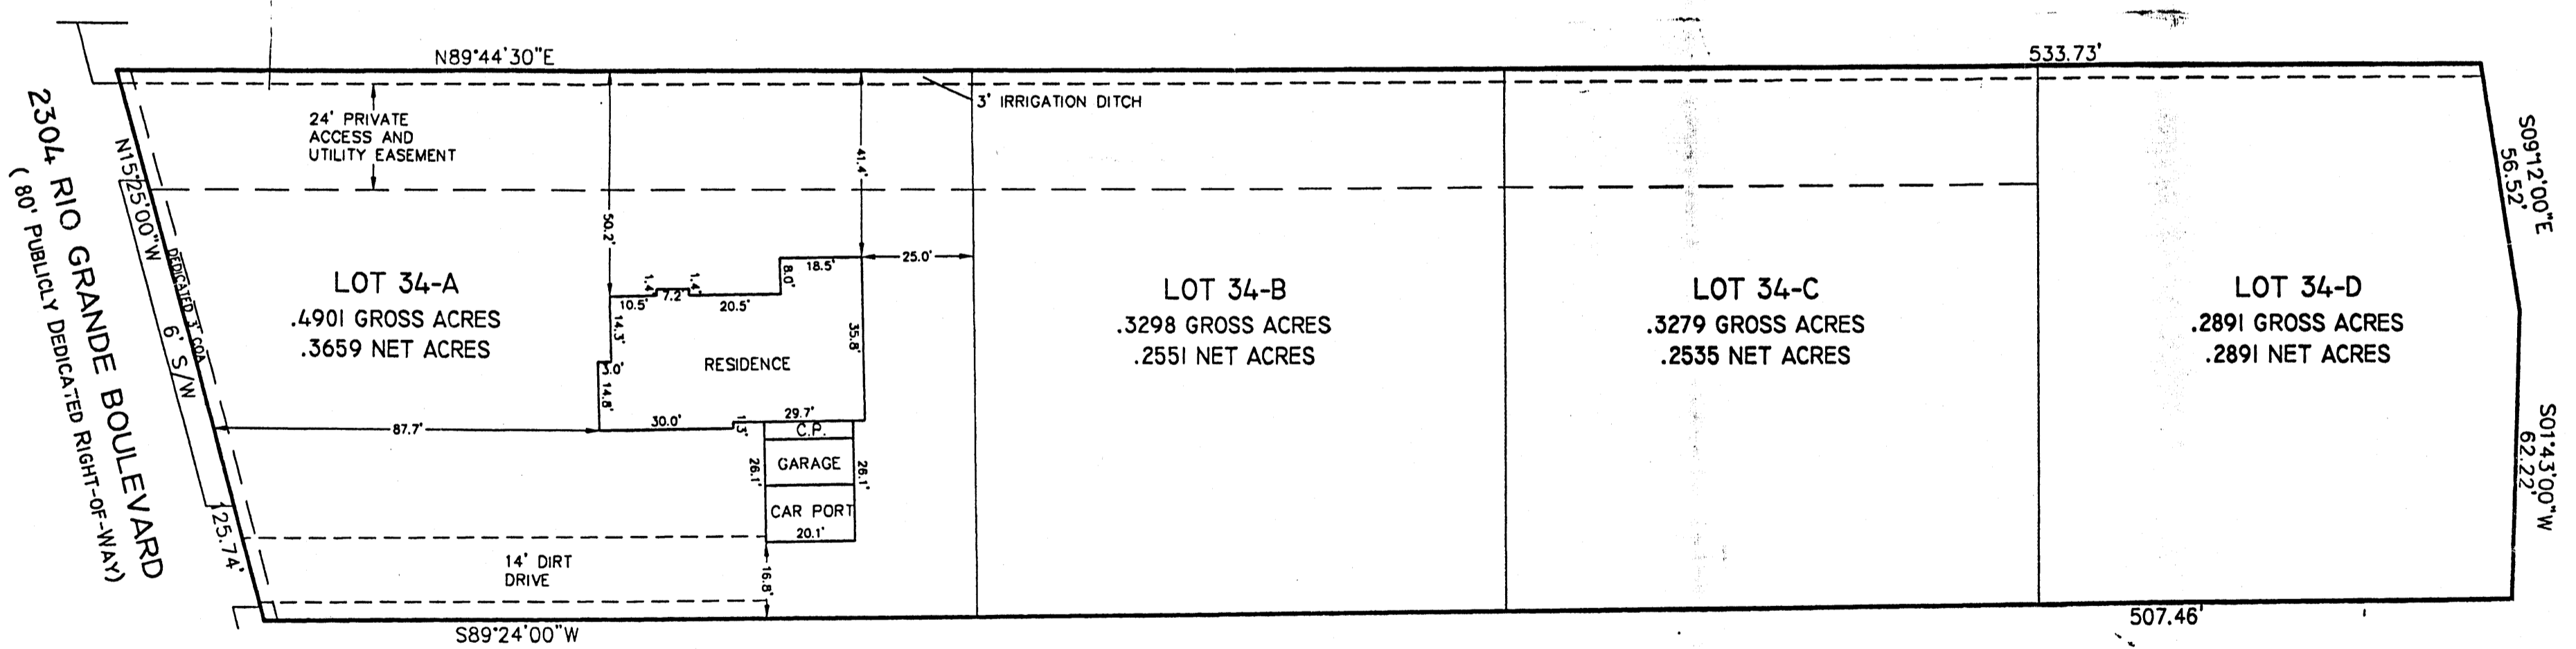 N89°44'30"E
533.73'
2304 RIO GRANDE BOULEVARD
( 80' PUBLICLY DEDICATED RIGHT-OF-WAY)
N15°25'00"W
125.74'
DEDICATED 3' COA
6' S/W
24' PRIVATE
ACCESS AND
UTILITY EASEMENT
3' IRRIGATION DITCH
41.4'
50.2'
25.0'
LOT 34-A
.4901 GROSS ACRES
.3659 NET ACRES
18.5'
8.0'
1.4'
7.2'
1.4'
10.5'
20.5'
14.3'
35.8'
RESIDENCE
3.0'
14.8'
87.7'
30.0'
1.3'
29.7'
C.P.
GARAGE
26.1'
26.1'
CAR PORT
20.1'
16.8'
14' DIRT
DRIVE
LOT 34-B
.3298 GROSS ACRES
.2551 NET ACRES
LOT 34-C
.3279 GROSS ACRES
.2535 NET ACRES
LOT 34-D
.2891 GROSS ACRES
.2891 NET ACRES
S09°12'00"E
56.52'
S01°43'00"W
62.22'
S89°24'00"W
507.46'